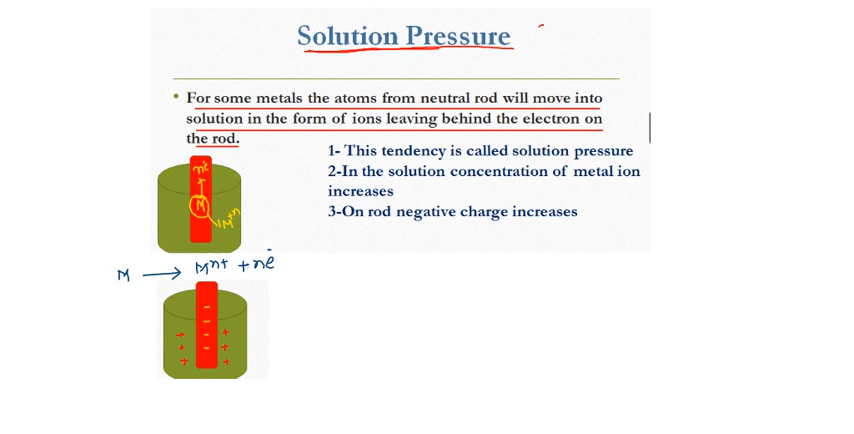 Solution Pressure
• For some metals the atoms from neutral rod will move into
solution in the form of ions leaving behind the electron on
the rod.
1- This tendency is called solution pressure
2-In the solution concentration of metal ion
increases
3-On rod negative charge increases
ne⁻
M
M⁺ⁿ
M ⟶ Mⁿ⁺ + ne⁻
–
–
+ – +
+ – +
+ +